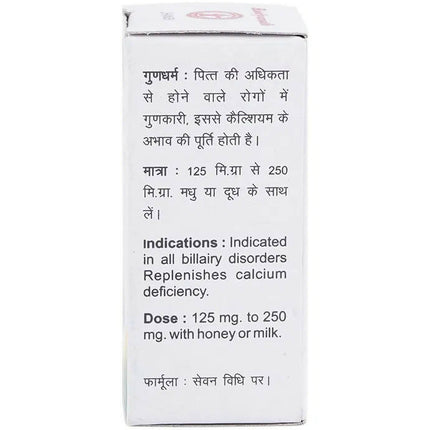 गुणधर्म : पित्त की अधिकता
से होने वाले रोगों में
गुणकारी, इससे कैल्शियम के
अभाव की पूर्ति होती है।
मात्रा : 125 मि.ग्रा से 250
मि.ग्रा. मधु या दूध के साथ
लें।
Indications : Indicated
in all billairy disorders
Replenishes calcium
deficiency.
Dose : 125 mg. to 250
mg. with honey or milk.
फार्मूला : सेवन विधि पर।